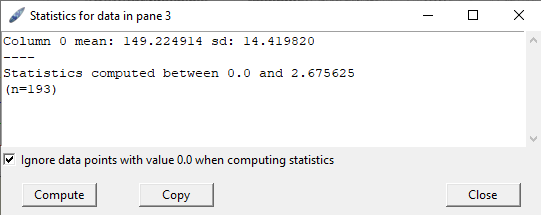 Statistics for data in pane 3
Column 0 mean: 149.224914 sd: 14.419820
----
Statistics computed between 0.0 and 2.675625
(n=193)
Ignore data points with value 0.0 when computing statistics
Compute Copy Close